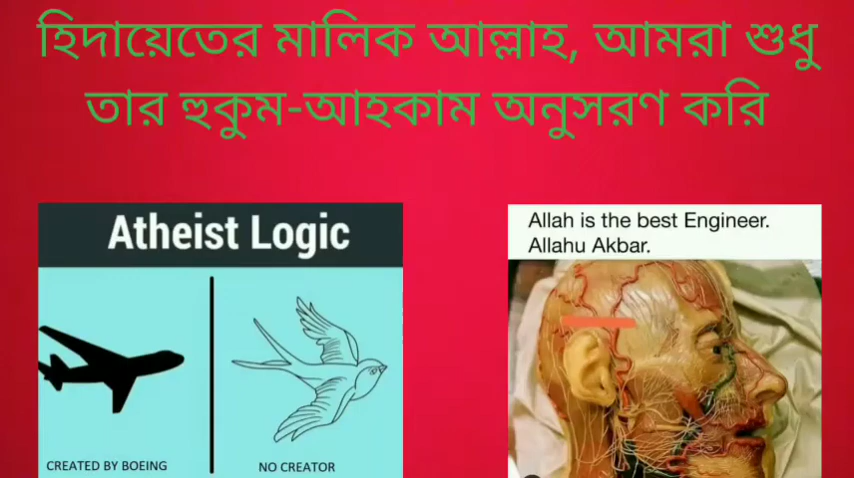 হিদায়েতের মালিক আল্লাহ, আমরা শুধু
তার হুকুম-আহকাম অনুসরণ করি
Atheist Logic
CREATED BY BOEING
NO CREATOR
Allah is the best Engineer.
Allahu Akbar.